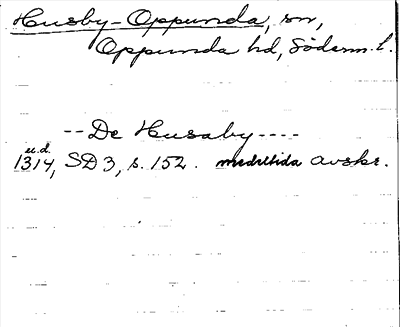 Husby-Oppunda, sn,
Oppunda hd, Söderm. l.
-- De Husaby ----
u.d.
1314, SD 3, s. 152. medeltida avskr.